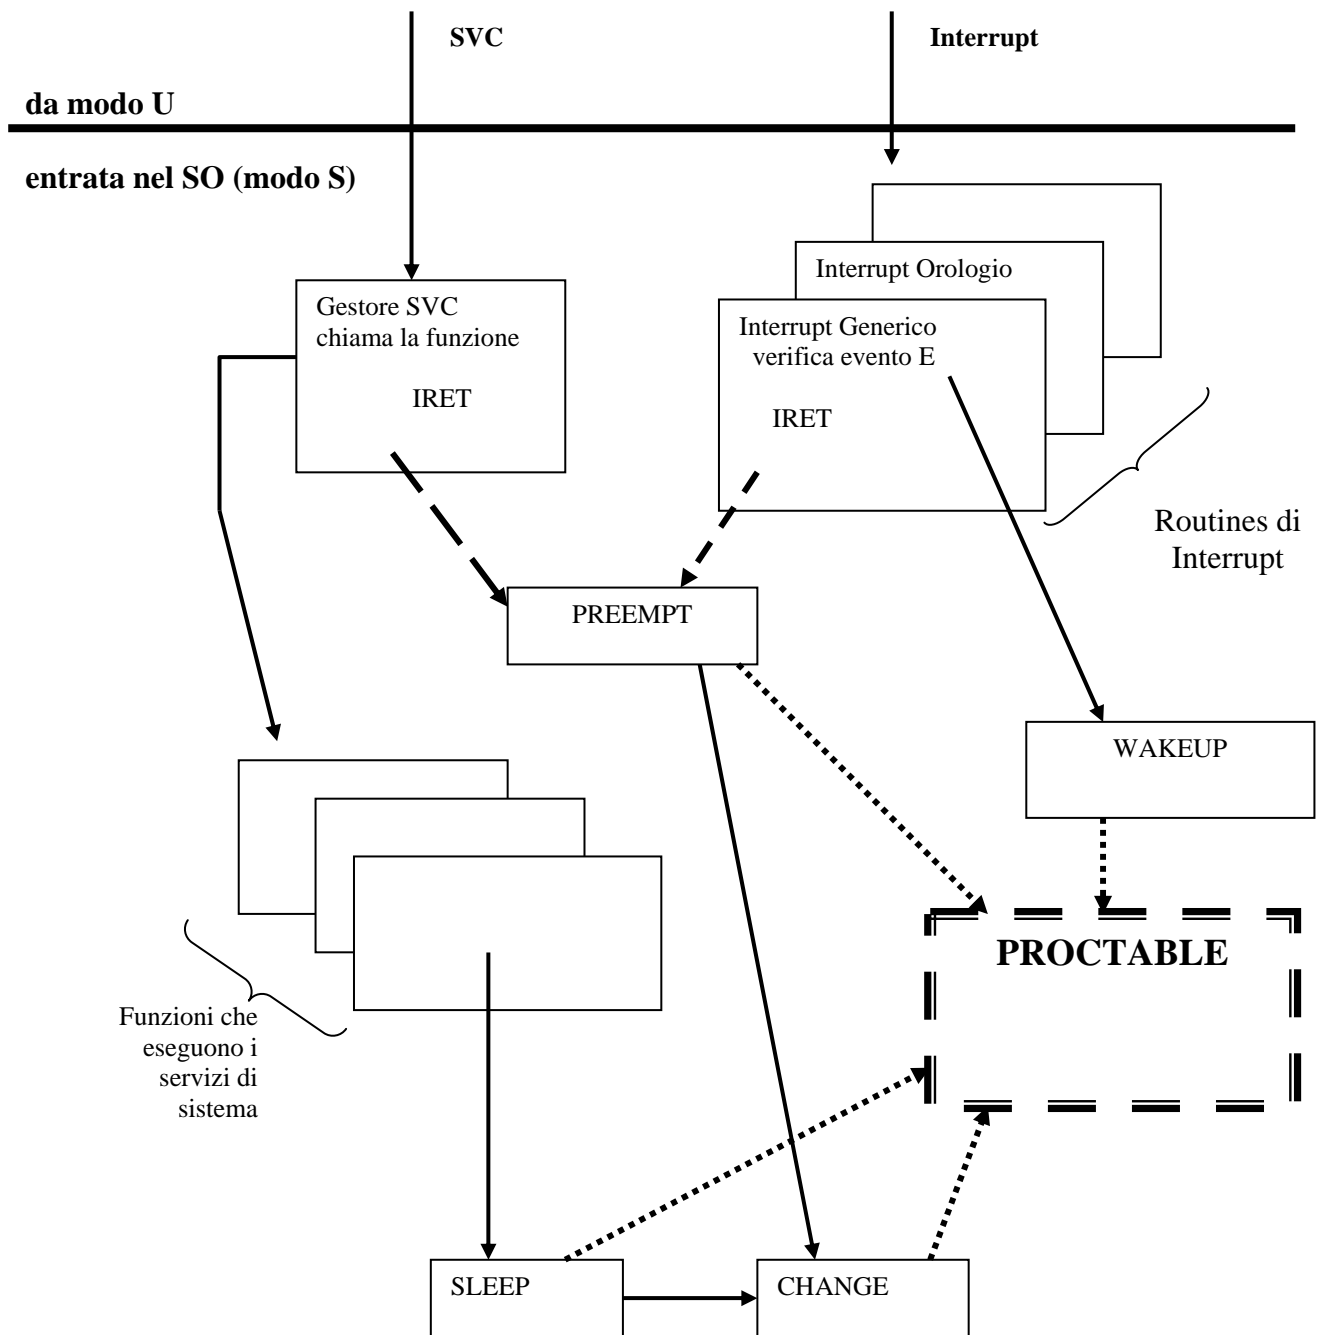 SVC
Interrupt
da modo U
entrata nel SO (modo S)
Interrupt Orologio
Gestore SVC
chiama la funzione
IRET
Interrupt Generico
verifica evento E
IRET
Routines di
Interrupt
PREEMPT
WAKEUP
PROCTABLE
Funzioni che
eseguono i
servizi di
sistema
SLEEP
CHANGE